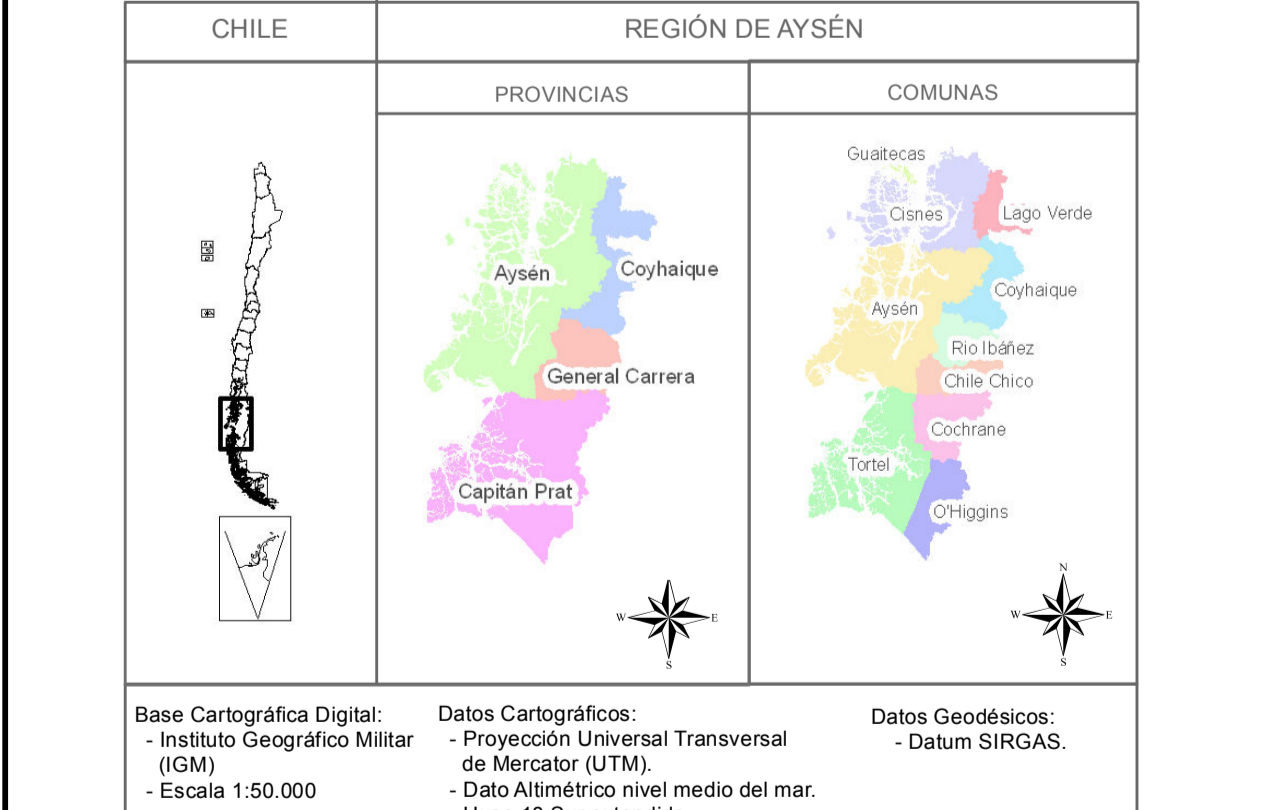 CHILE
REGIÓN DE AYSÉN
PROVINCIAS
COMUNAS
Aysén
Coyhaique
General Carrera
Capitán Prat
W
E
S
Guaitecas
Cisnes
Lago Verde
Coyhaique
Aysén
Rio Ibáñez
Chile Chico
Cochrane
Tortel
O'Higgins
N
W
E
S
Base Cartográfica Digital:
- Instituto Geográfico Militar
(IGM)
- Escala 1:50.000
Datos Cartográficos:
- Proyección Universal Transversal
de Mercator (UTM).
- Dato Altimétrico nivel medio del mar.
Datos Geodésicos:
- Datum SIRGAS.